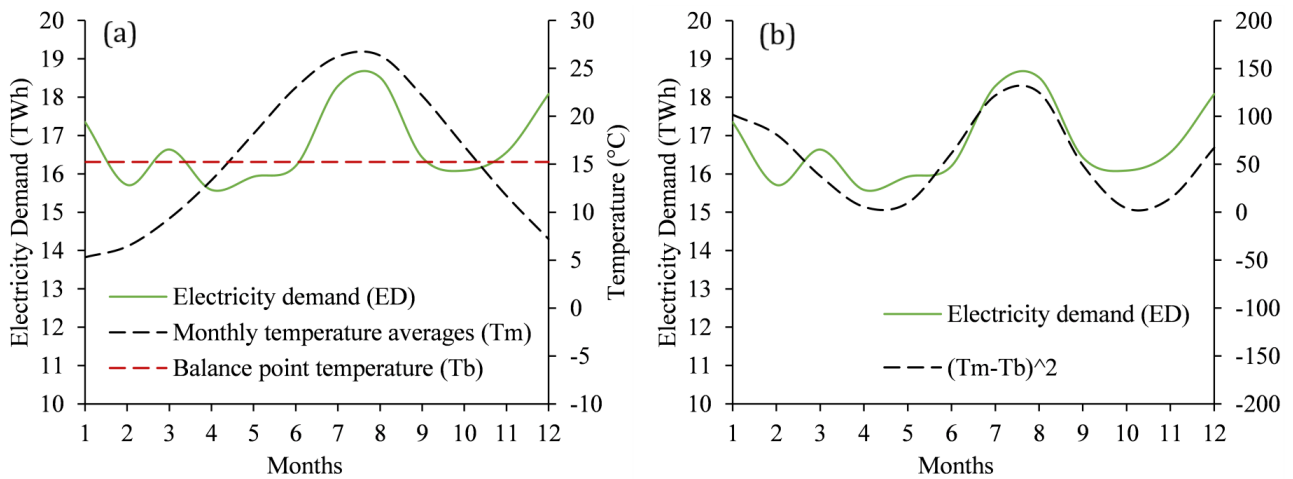 (a)
Electricity Demand (TWh)
20
19
18
17
16
15
14
13
12
11
10
30
25
20
15
10
5
0
-5
-10
Temperature (°C)
Electricity demand (ED)
Monthly temperature averages (Tm)
Balance point temperature (Tb)
1 2 3 4 5 6 7 8 9 10 11 12
Months
(b)
Electricity Demand (TWh)
20
19
18
17
16
15
14
13
12
11
10
200
150
100
50
0
-50
-100
-150
-200
Electricity demand (ED)
(Tm-Tb)^2
1 2 3 4 5 6 7 8 9 10 11 12
Months